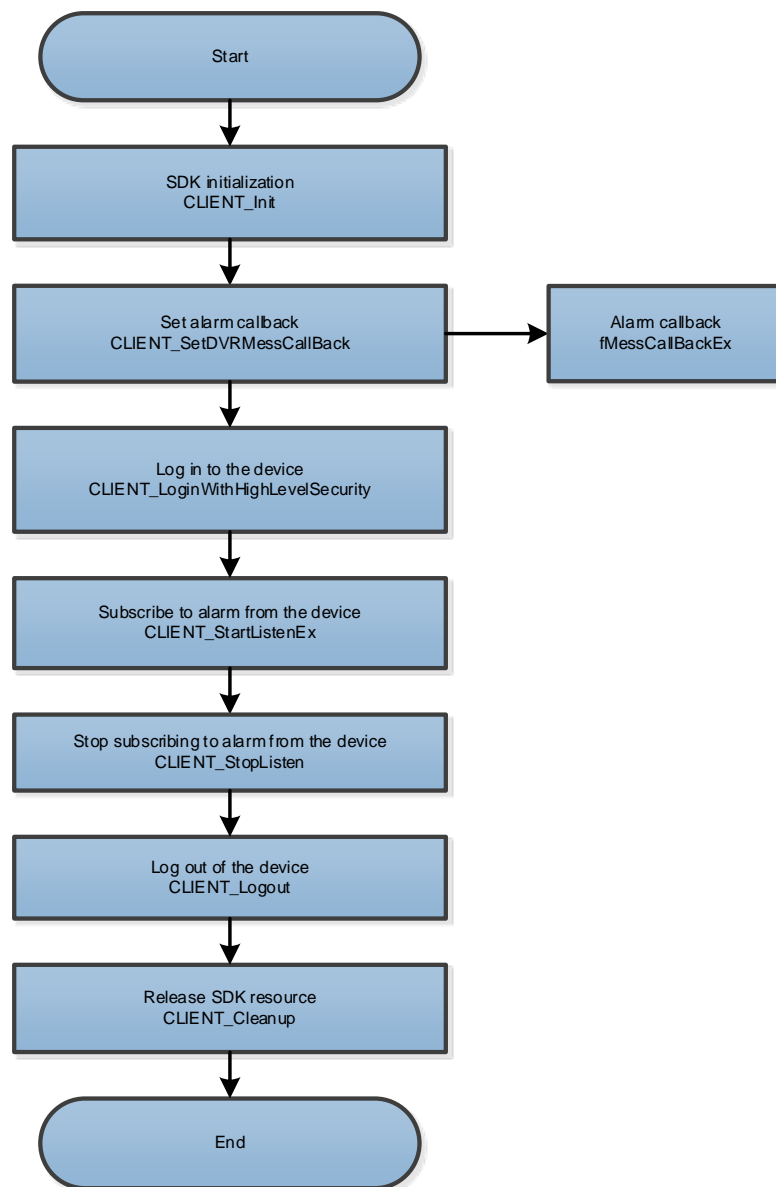 Start
SDK initialization
CLIENT_Init
Set alarm callback
CLIENT_SetDVRMessCallBack
Alarm callback
fMessCallBackEx
Log in to the device
CLIENT_LoginWithHighLevelSecurity
Subscribe to alarm from the device
CLIENT_StartListenEx
Stop subscribing to alarm from the device
CLIENT_StopListen
Log out of the device
CLIENT_Logout
Release SDK resource
CLIENT_Cleanup
End